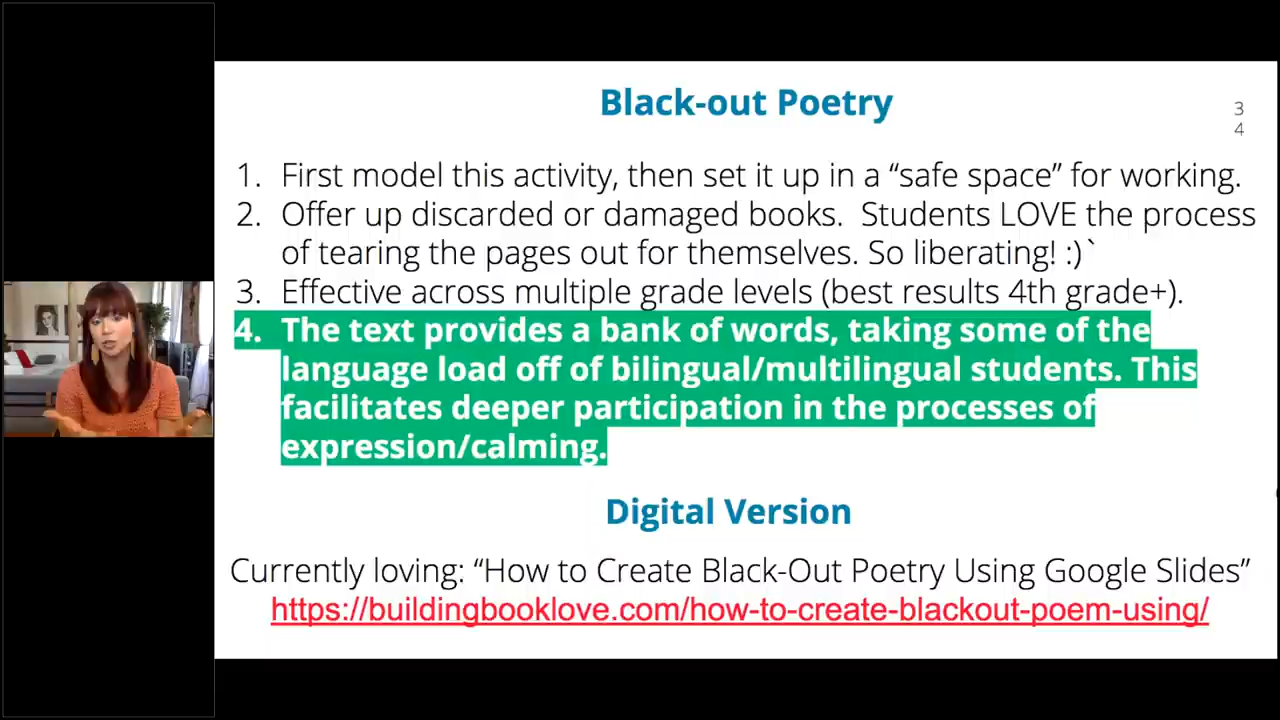 Black-out Poetry
3
4
1. First model this activity, then set it up in a “safe space” for working.
2. Offer up discarded or damaged books.  Students LOVE the process
of tearing the pages out for themselves. So liberating! :)`
3. Effective across multiple grade levels (best results 4th grade+).
4. The text provides a bank of words, taking some of the
language load off of bilingual/multilingual students. This
facilitates deeper participation in the processes of
expression/calming.
Digital Version
Currently loving: “How to Create Black-Out Poetry Using Google Slides”
https://buildingbooklove.com/how-to-create-blackout-poem-using/